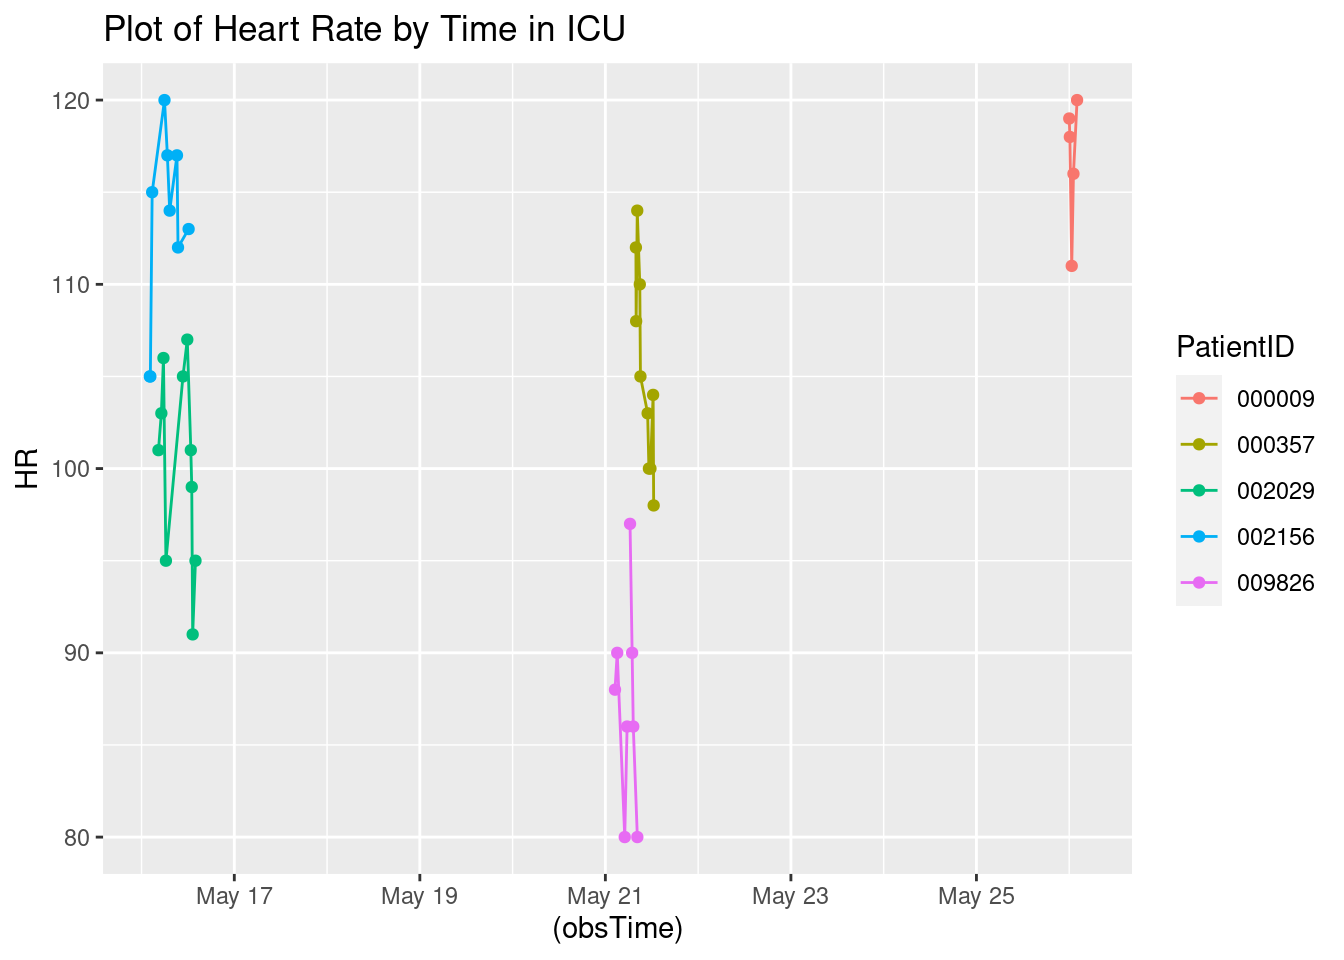 Plot of Heart Rate by Time in ICU
120
110
100
90
80
HR
May 17
May 19
May 21
May 23
May 25
(obsTime)
PatientID
000009
000357
002029
002156
009826